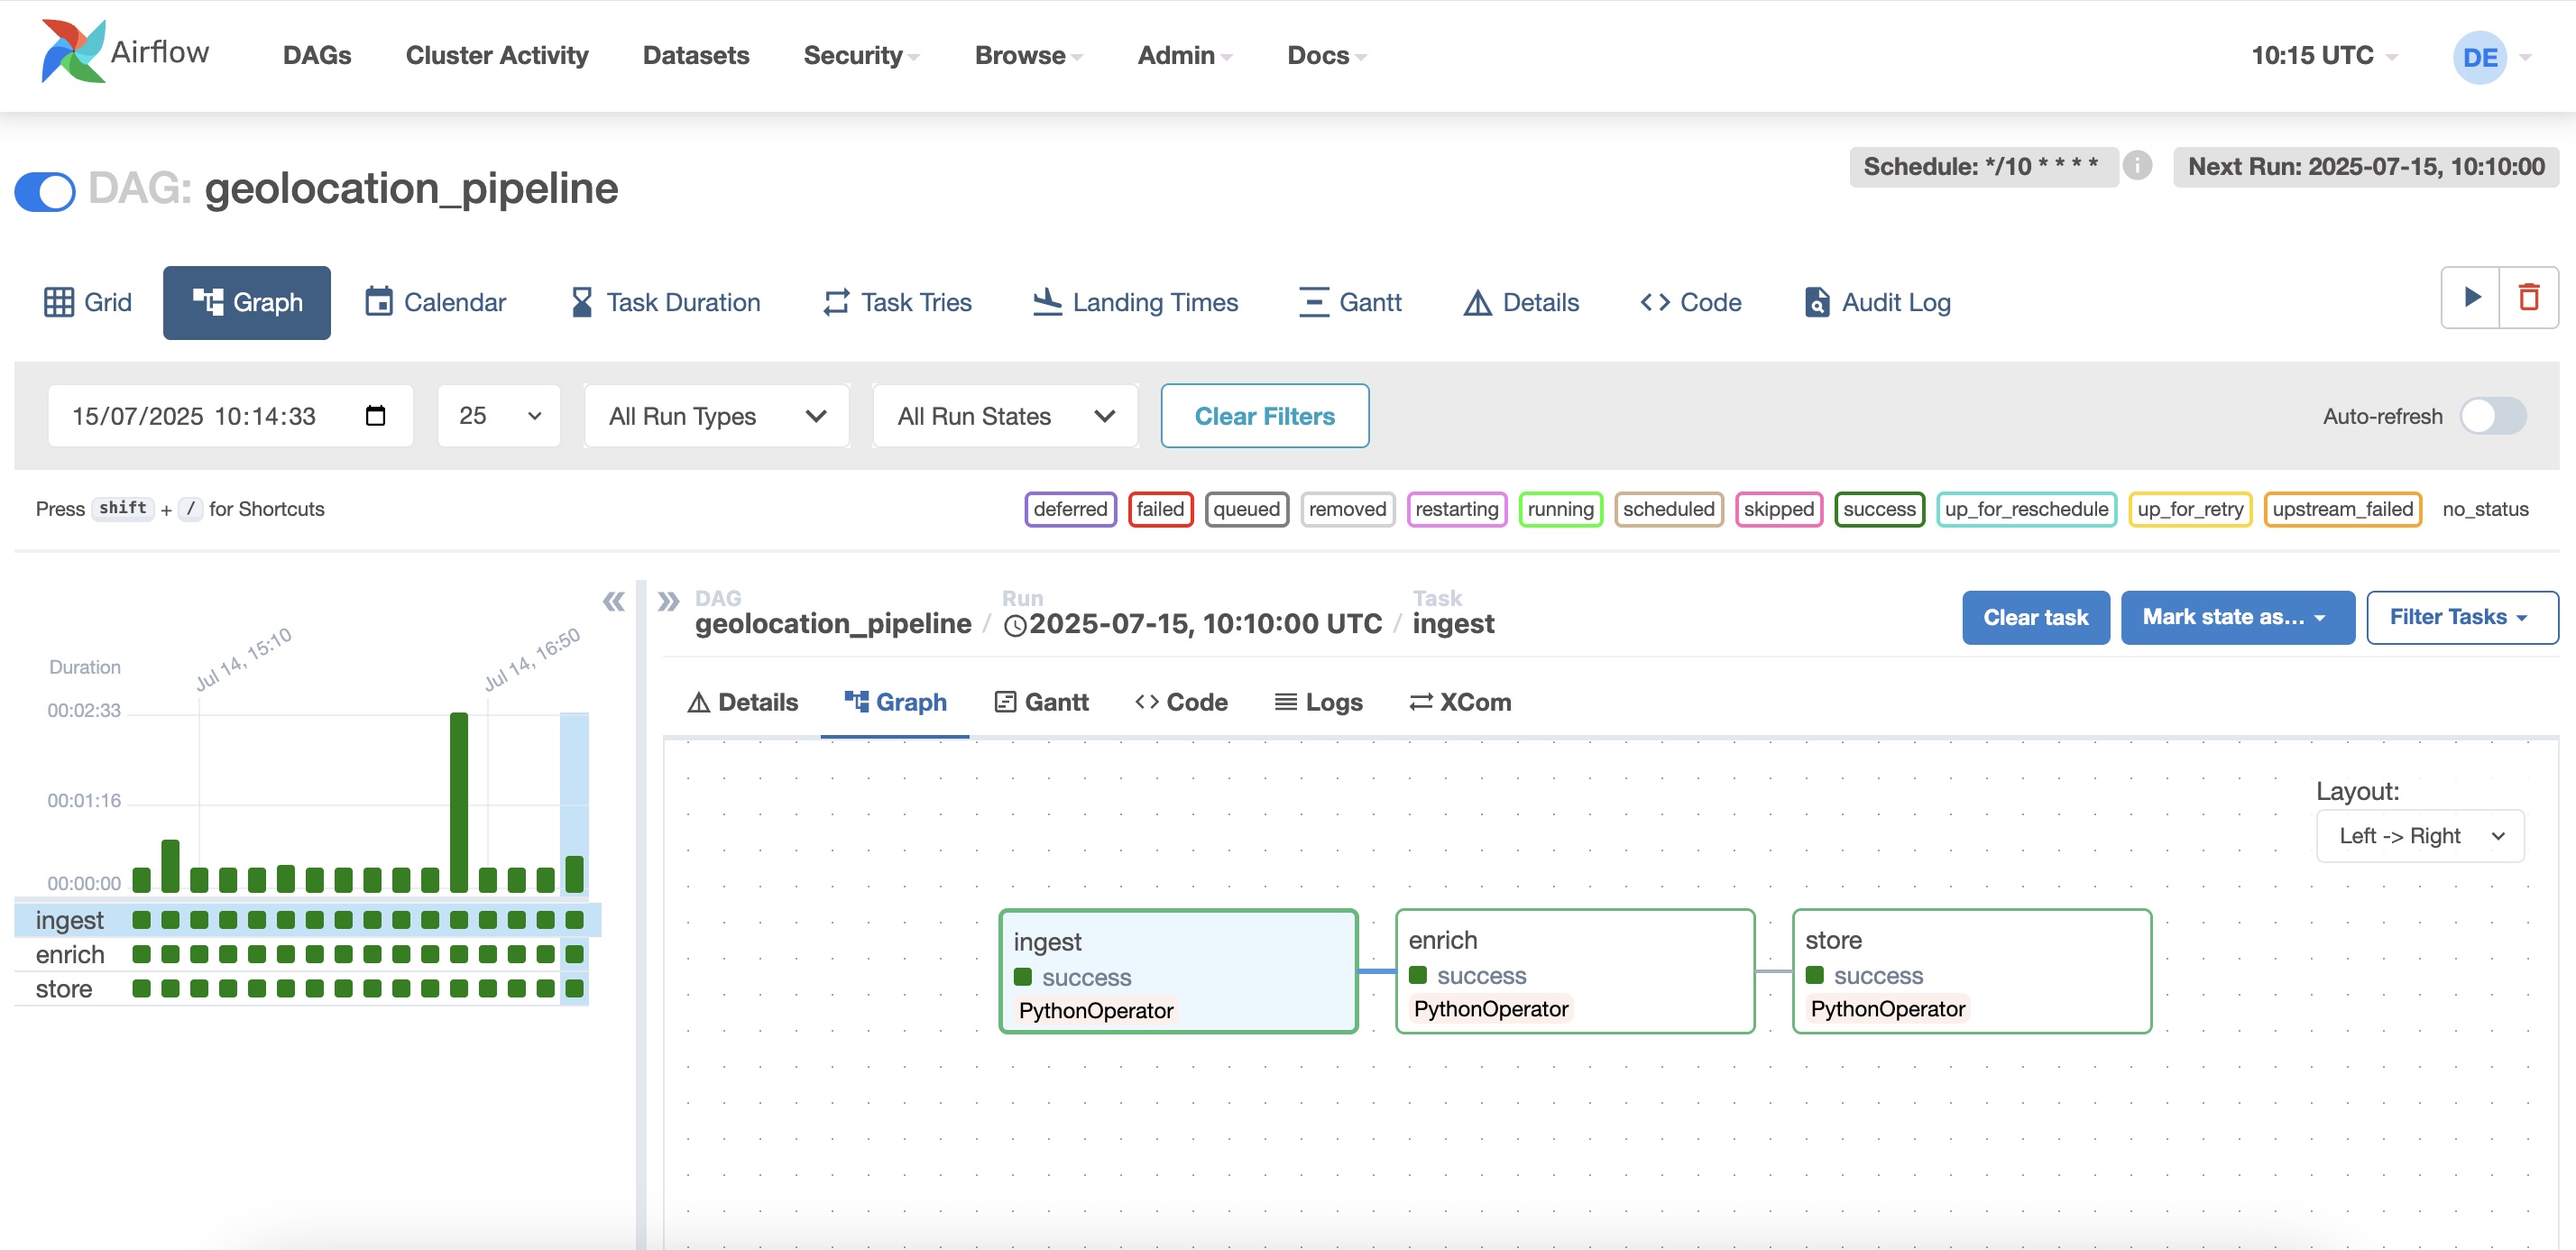 Airflow DAGs Cluster Activity Datasets Security Browse Admin Docs 10:15 UTC DE
DAG: geolocation_pipeline
Schedule: */10 * * * * Next Run: 2025-07-15, 10:10:00
Grid Graph Calendar Task Duration Task Tries Landing Times Gantt Details Code Audit Log
15/07/2025 10:14:33 25 All Run Types All Run States Clear Filters Auto-refresh
Press shift + / for Shortcuts
deferred failed queued removed restarting running scheduled skipped success up_for_reschedule up_for_retry upstream_failed no_status
Duration
Jul 14, 15:10
Jul 14, 16:50
00:02:33
00:01:16
00:00:00
ingest
enrich
store
DAG Run Task
geolocation_pipeline / 2025-07-15, 10:10:00 UTC / ingest
Clear task Mark state as... Filter Tasks
Details Graph Gantt Code Logs XCom
Layout:
Left -> Right
ingest
success
PythonOperator
enrich
success
PythonOperator
store
success
PythonOperator